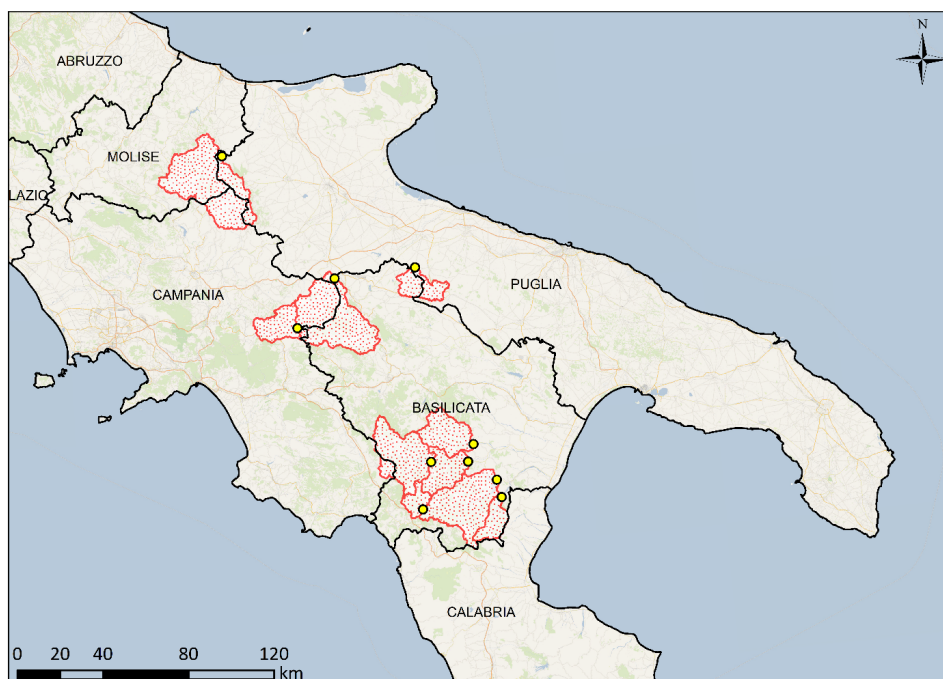 N
ABRUZZO
MOLISE
LAZIO
PUGLIA
CAMPANIA
BASILICATA
CALABRIA
0 20 40 80 120
km